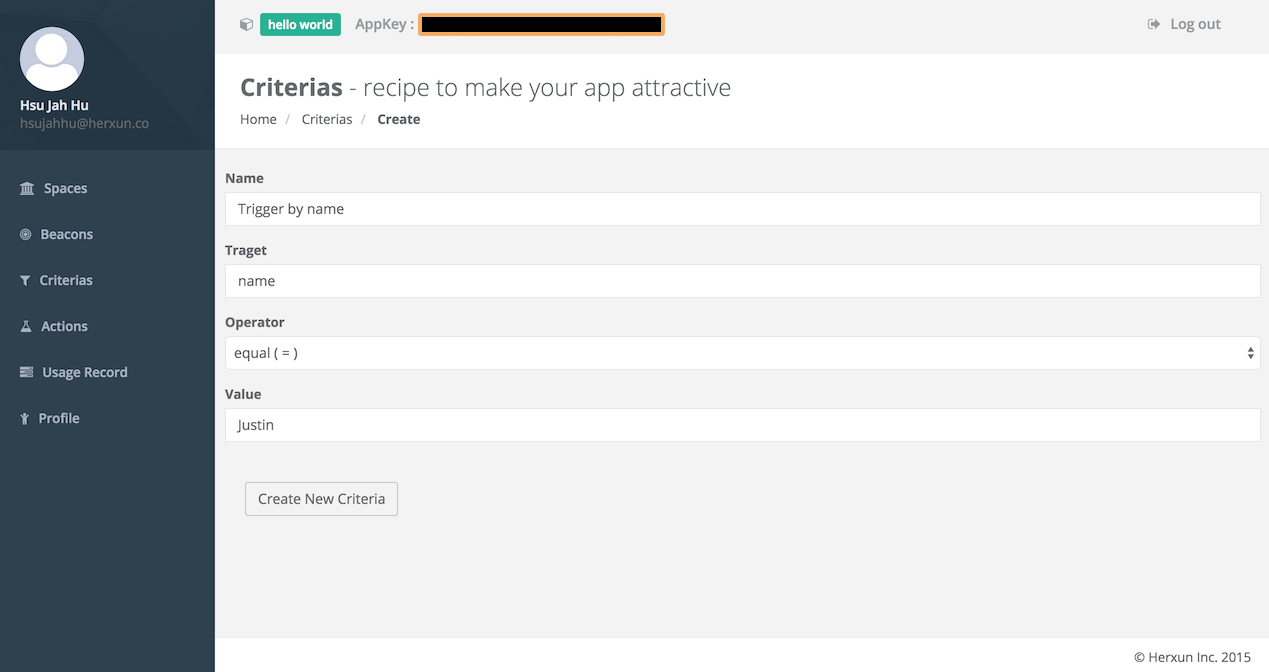 hello world AppKey : Log out
Hsu Jah Hu
hsujahhu@herxun.co
Spaces
Beacons
Criterias
Actions
Usage Record
Profile
Criterias - recipe to make your app attractive
Home / Criterias / Create
Name
Trigger by name
Traget
name
Operator
equal ( = )
Value
Justin
Create New Criteria
© Herxun Inc. 2015